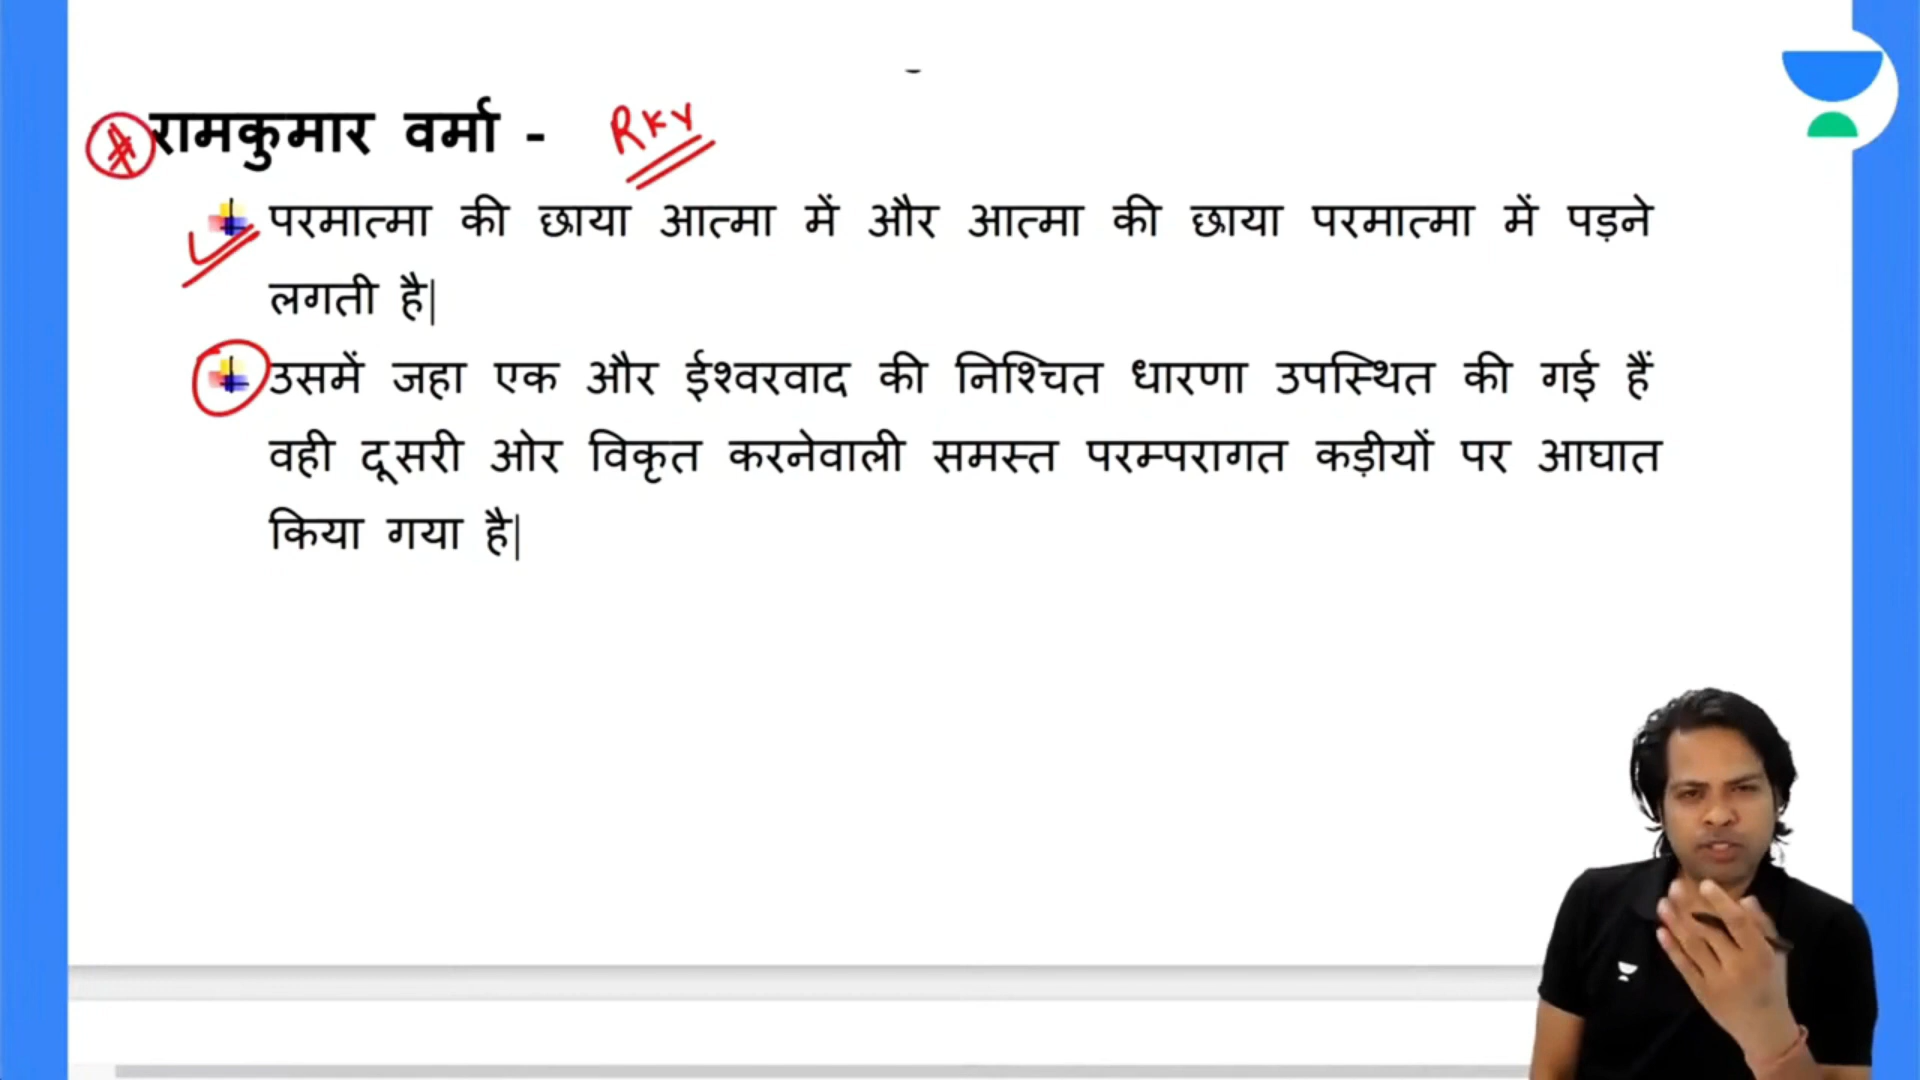 रामकुमार वर्मा - RKV
परमात्मा की छाया आत्मा में और आत्मा की छाया परमात्मा में पड़ने
लगती है|
उसमें जहा एक और ईश्वरवाद की निश्चित धारणा उपस्थित की गई हैं
वही दूसरी ओर विकृत करनेवाली समस्त परम्परागत कड़ीयों पर आघात
किया गया है|